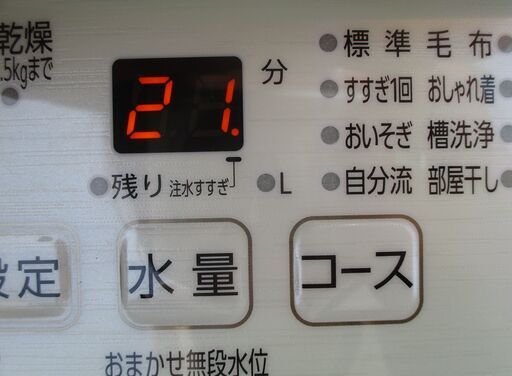 乾燥
.5kgまで
21.
分
標準 毛布
すすぎ1回 おしゃれ着
おいそぎ 槽洗浄
自分流 部屋干し
残り 注水すすぎ
L
設定
水量
コース
おまかせ無段水位